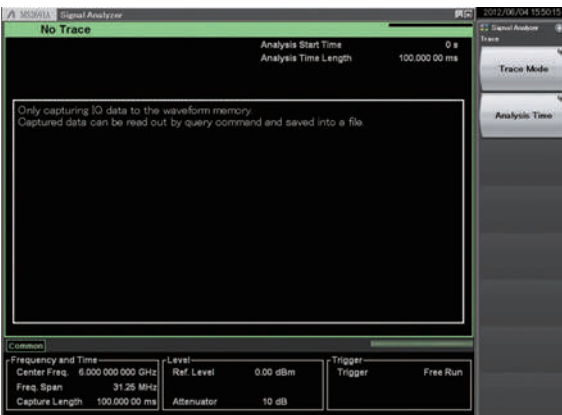 MS2691A Signal Analyzer
2012/06/04 15:50:15
No Trace
Signal Analyzer
Trace
Analysis Start Time 0 s
Analysis Time Length 100.000 00 ms
Trace Mode
Analysis Time
Only capturing IQ data to the waveform memory.
Captured data can be read out by query command and saved into a file.
Common
Frequency and Time
Center Freq. 6.000 000 000 GHz
Freq. Span 31.25 MHz
Capture Length 100.000 00 ms
Level
Ref. Level 0.00 dBm
Attenuator 10 dB
Trigger
Trigger Free Run